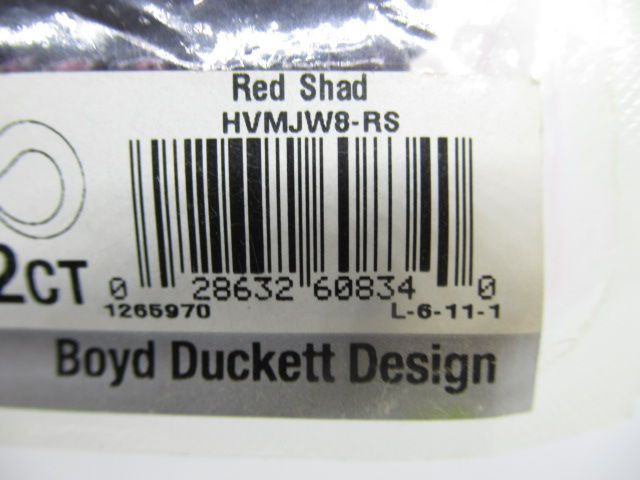 Red Shad
HVMJW8-RS
2CT
0 28632 60834 0
1265970 L-6-11-1
Boyd Duckett Design